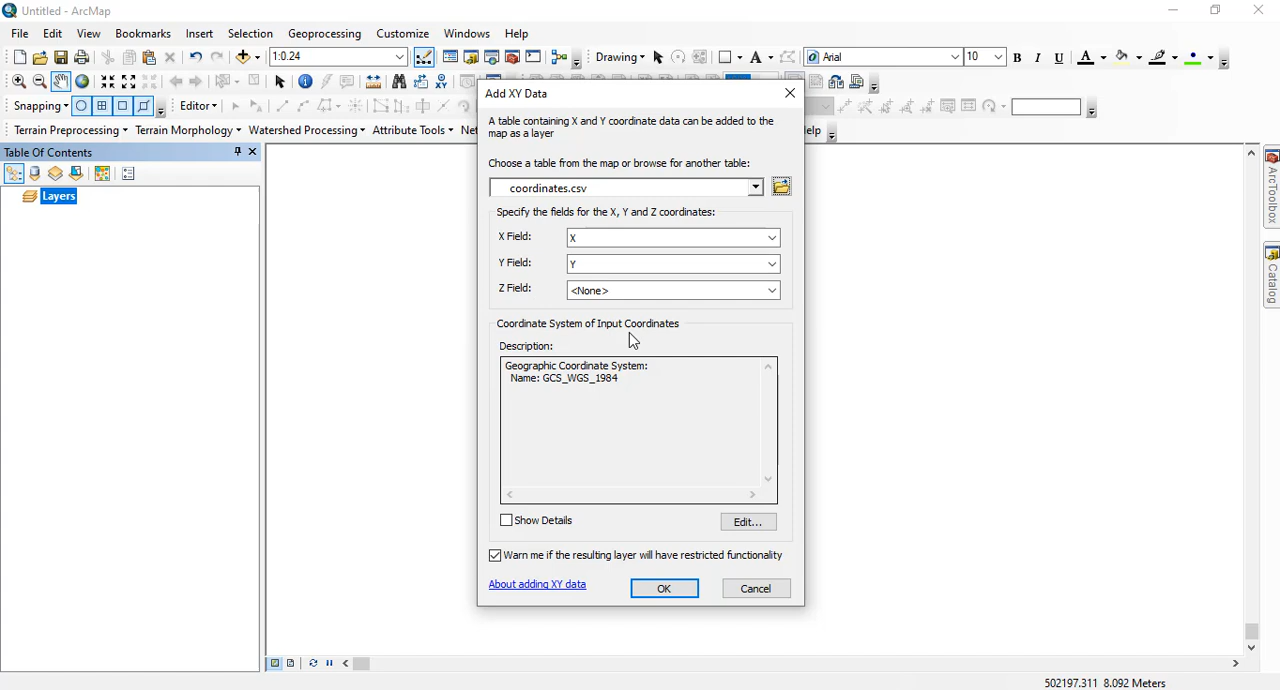 Untitled - ArcMap
File Edit View Bookmarks Insert Selection Geoprocessing Customize Windows Help
1:0.24 Drawing Arial 10 B I U A
Snapping Editor
Terrain Preprocessing Terrain Morphology Watershed Processing Attribute Tools Net elp
Table Of Contents
Layers
Add XY Data
A table containing X and Y coordinate data can be added to the
map as a layer
Choose a table from the map or browse for another table:
coordinates.csv
Specify the fields for the X, Y and Z coordinates:
X Field: X
Y Field: Y
Z Field: <None>
Coordinate System of Input Coordinates
Description:
Geographic Coordinate System:
Name: GCS_WGS_1984
Show Details Edit...
Warn me if the resulting layer will have restricted functionality
About adding XY data
OK Cancel
ArcToolbox
Catalog
502197.311 8.092 Meters